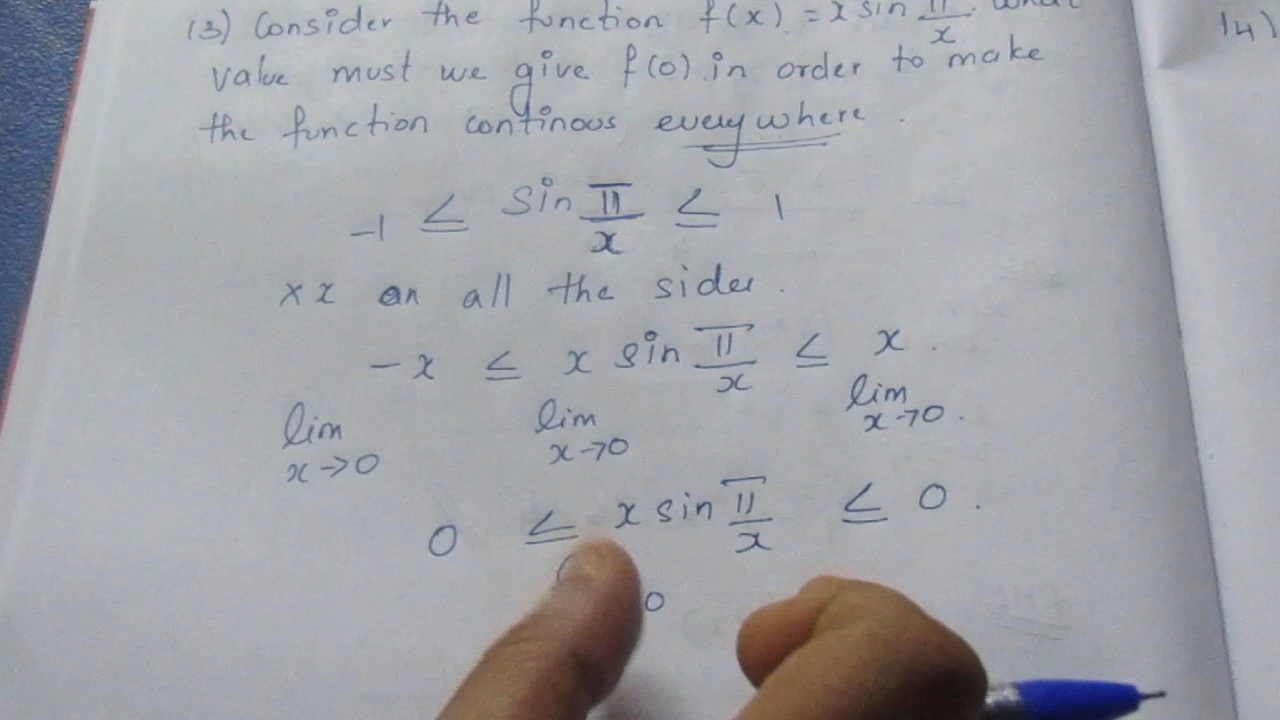 13) Consider the function f(x) = x sin π/x. What
value must we give f(0) in order to make
the function continous everywhere.
-1 ≤ sin π/x ≤ 1
× x on all the sides.
-x ≤ x sin π/x ≤ x.
lim x→0 lim x→0 lim x→0.
0 ≤ x sin π/x ≤ 0.
0
14)